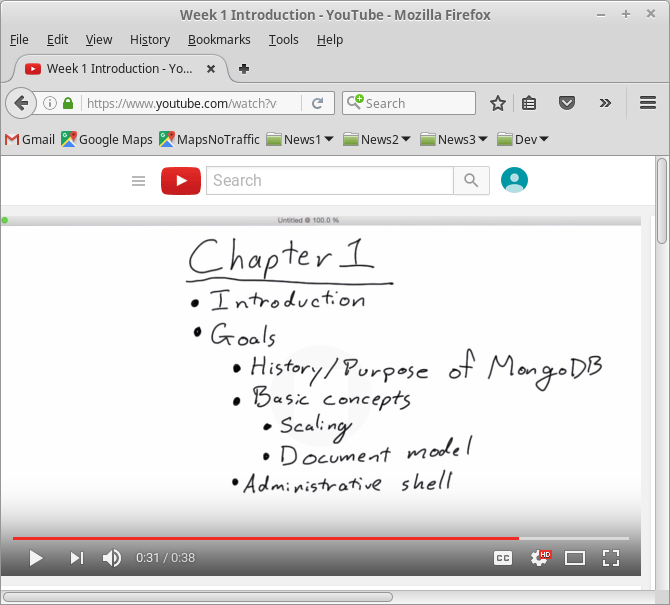 Week 1 Introduction - YouTube - Mozilla Firefox
File Edit View History Bookmarks Tools Help
Week 1 Introduction - Yo...
https://www.youtube.com/watch?v Search
Gmail Google Maps MapsNoTraffic News1 News2 News3 Dev
Search
Untitled @ 100.0 %
Chapter 1
• Introduction
• Goals
• History/Purpose of MongoDB
• Basic concepts
• Scaling
• Document model
• Administrative shell
0:31 / 0:38 CC HD